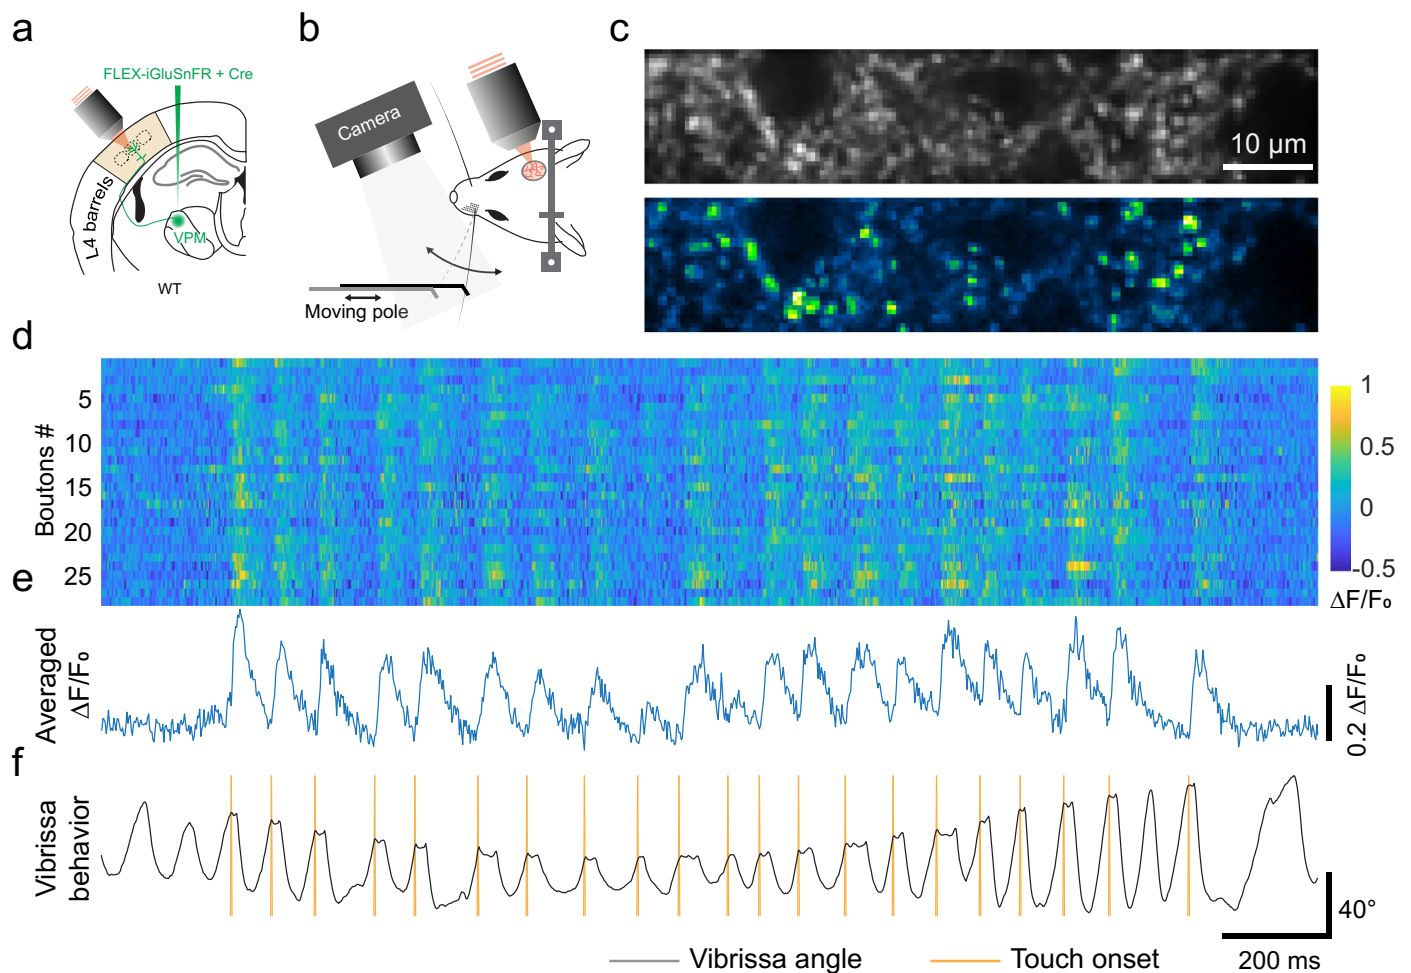 a
FLEX-iGluSnFR + Cre
L4 barrels
VPM
WT
b
Camera
Moving pole
c
10 µm
d
Boutons #
5
10
15
20
25
1
0.5
0
-0.5
ΔF/F₀
e
Averaged
ΔF/F₀
0.2 ΔF/F₀
f
Vibrissa
behavior
40°
200 ms
Vibrissa angle
Touch onset